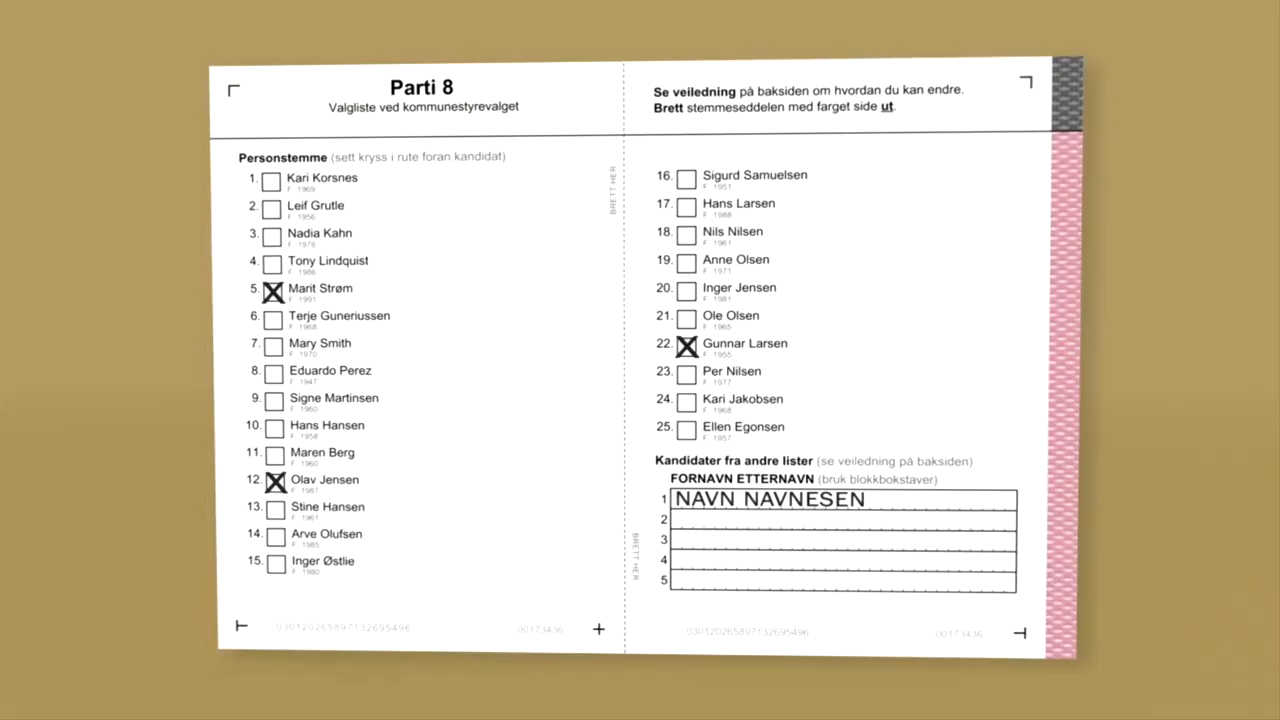 Parti 8
Valgliste ved kommunestyrevalget
Personstemme (sett kryss i rute foran kandidat)
1. Kari Korsnes
F 1969
2. Leif Grutle
F 1956
3. Nadia Kahn
F 1976
4. Tony Lindquist
F 1986
5. Marit Strøm
F 1991
6. Terje Guneriussen
F 1968
7. Mary Smith
F 1970
8. Eduardo Perez
F 1947
9. Signe Martinsen
F 1960
10. Hans Hansen
F 1958
11. Maren Berg
F 1960
12. Olav Jensen
F 1987
13. Stine Hansen
F 1961
14. Arve Olufsen
F 1985
15. Inger Østlie
F 1980
BRETT HER
BRETT HER
030120265897132695496
00173436
Se veiledning på baksiden om hvordan du kan endre.
Brett stemmeseddelen med farget side ut.
16. Sigurd Samuelsen
F 1951
17. Hans Larsen
F 1988
18. Nils Nilsen
F 1961
19. Anne Olsen
F 1971
20. Inger Jensen
F 1981
21. Ole Olsen
F 1965
22. Gunnar Larsen
F 1955
23. Per Nilsen
F 1977
24. Kari Jakobsen
F 1968
25. Ellen Egonsen
F 1957
Kandidater fra andre lister (se veiledning på baksiden)
FORNAVN ETTERNAVN (bruk blokkbokstaver)
1 NAVN NAVNESEN
2
3
4
5
030120265897132695496
00173436